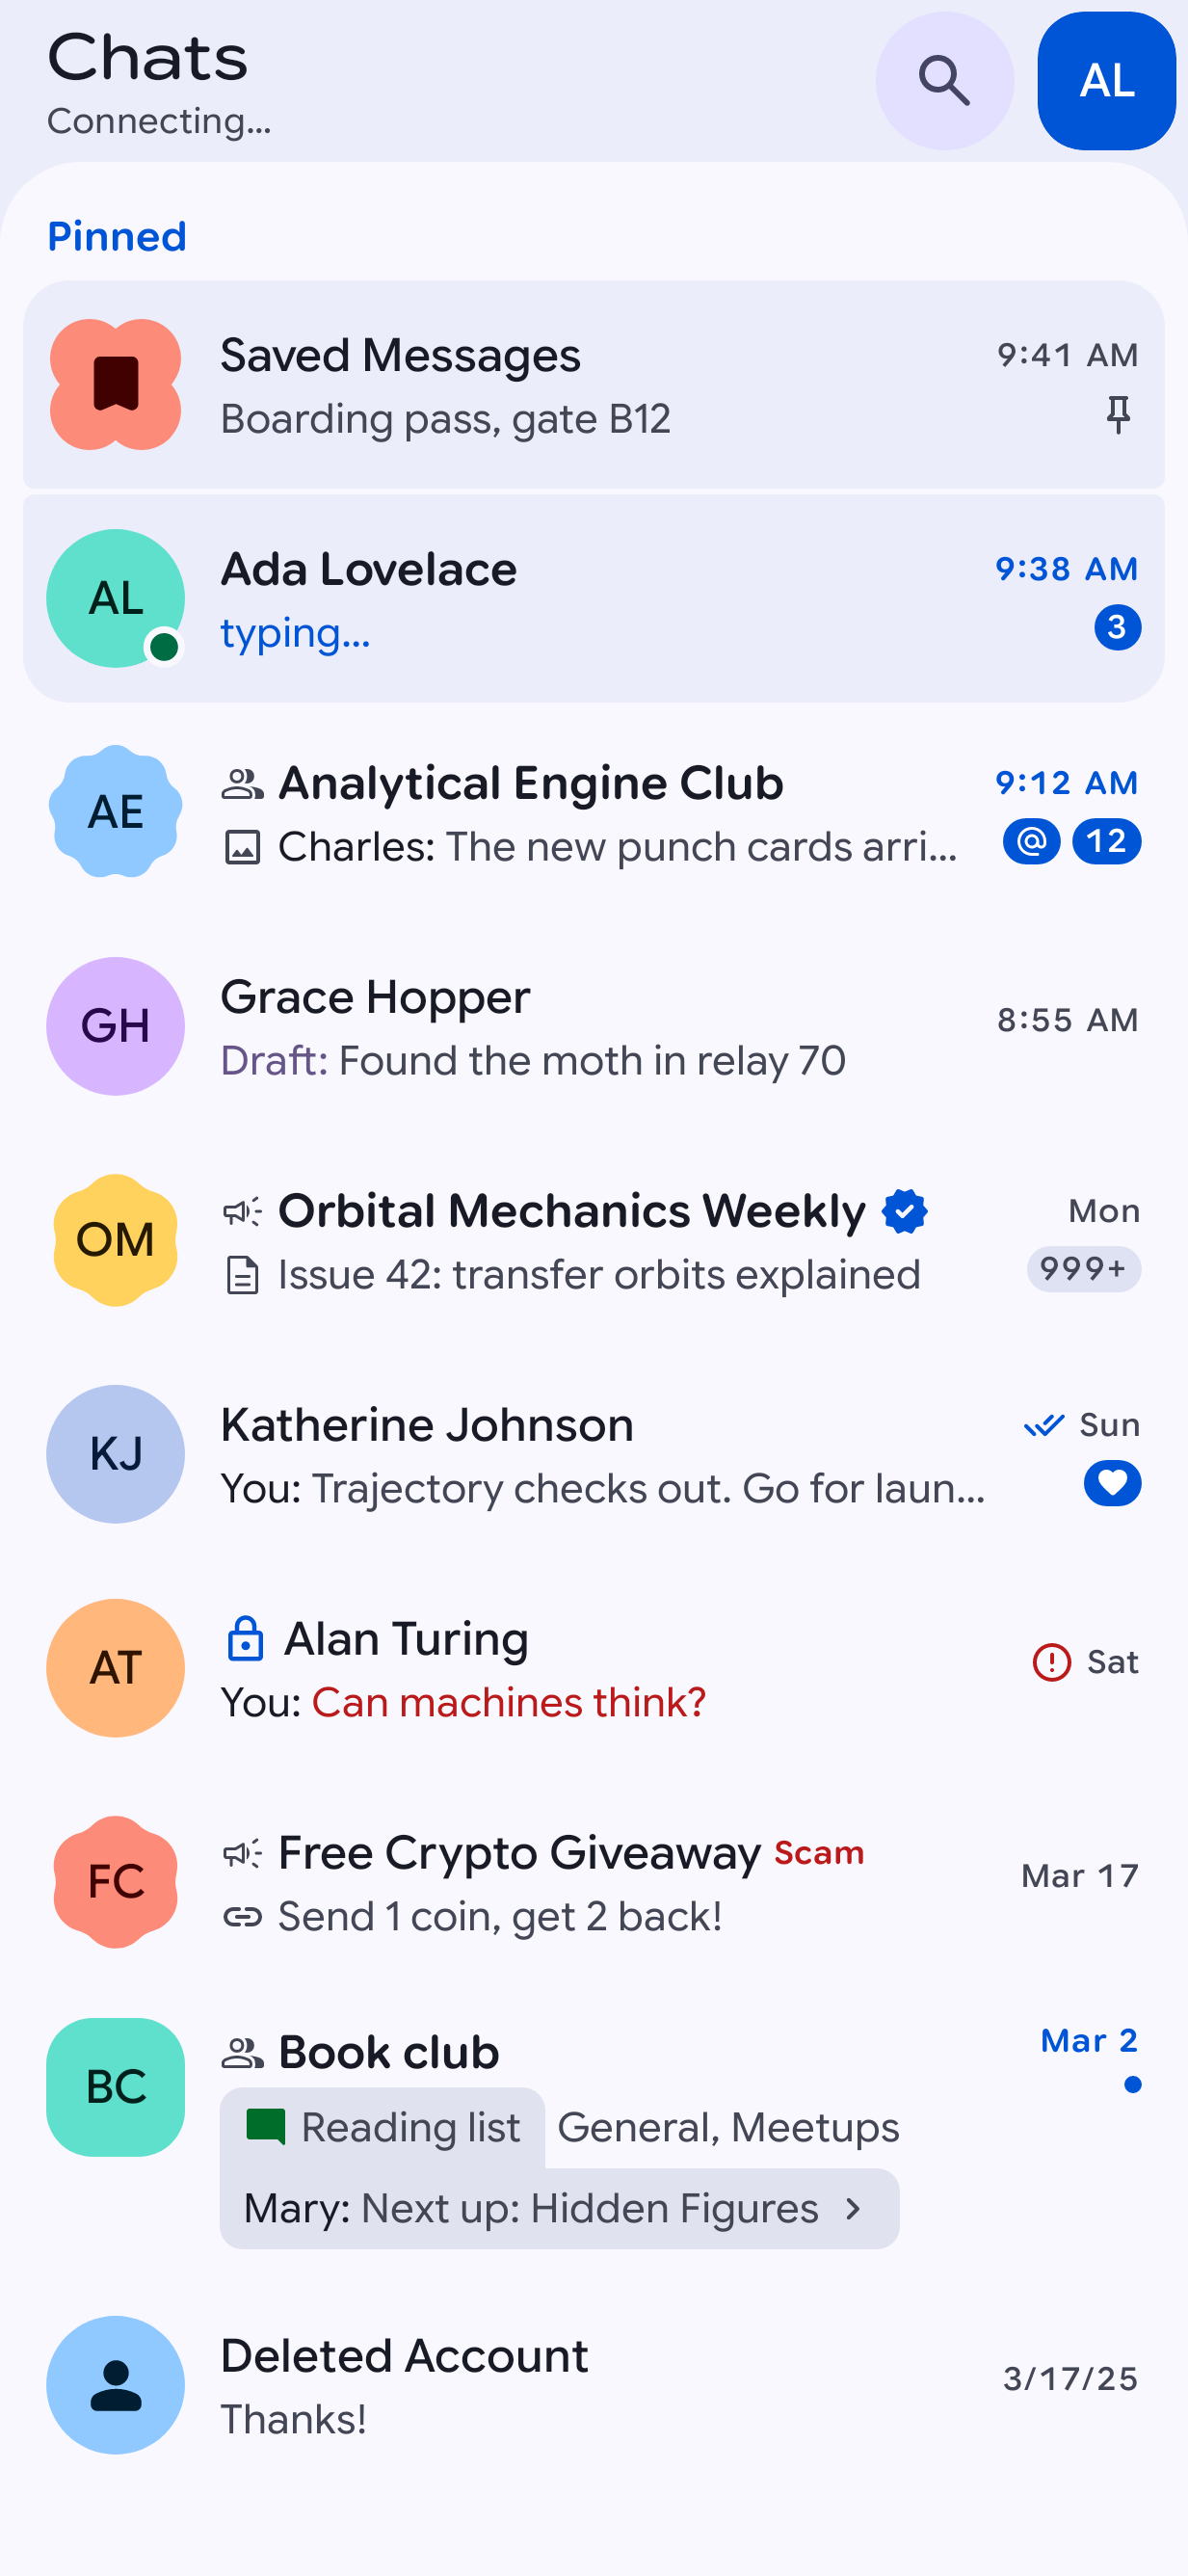 Chats
AL
Connecting...
Pinned
Saved Messages
9:41 AM
Boarding pass, gate B12
AL
Ada Lovelace
9:38 AM
typing...
3
AE
Analytical Engine Club
9:12 AM
Charles: The new punch cards arri...
@ 12
GH
Grace Hopper
8:55 AM
Draft: Found the moth in relay 70
OM
Orbital Mechanics Weekly
Mon
Issue 42: transfer orbits explained
999+
KJ
Katherine Johnson
Sun
You: Trajectory checks out. Go for laun...
AT
Alan Turing
Sat
You: Can machines think?
FC
Free Crypto Giveaway Scam
Mar 17
Send 1 coin, get 2 back!
BC
Book club
Mar 2
Reading list General, Meetups
Mary: Next up: Hidden Figures
Deleted Account
3/17/25
Thanks!